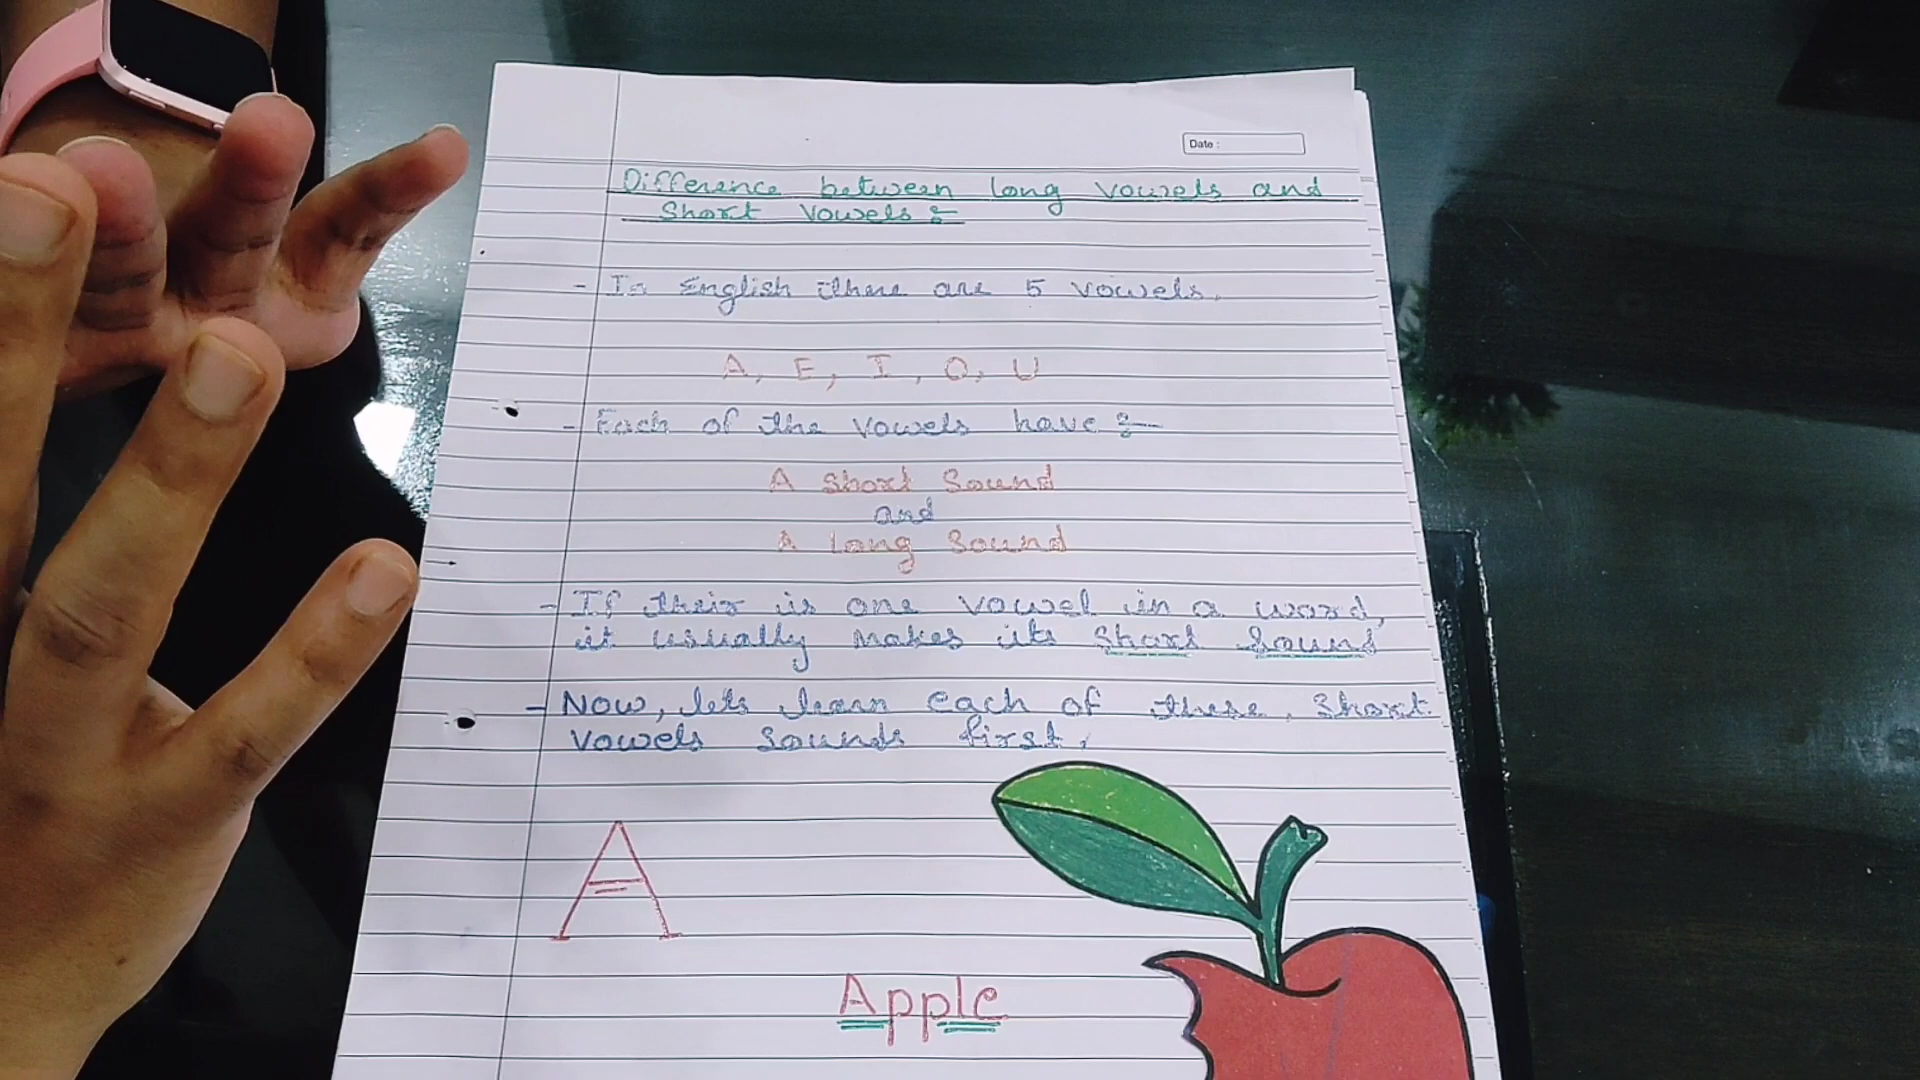 Date :
Difference between long vowels and
Short Vowels :-
- In English there are 5 vowels.
A, E, I, O, U
- Each of the vowels have :-
A Short Sound
and
A long Sound
- If their is one vowel in a word,
it usually makes its Short Sound
- Now, lets learn each of these, Short
vowels sounds first.
A
Apple